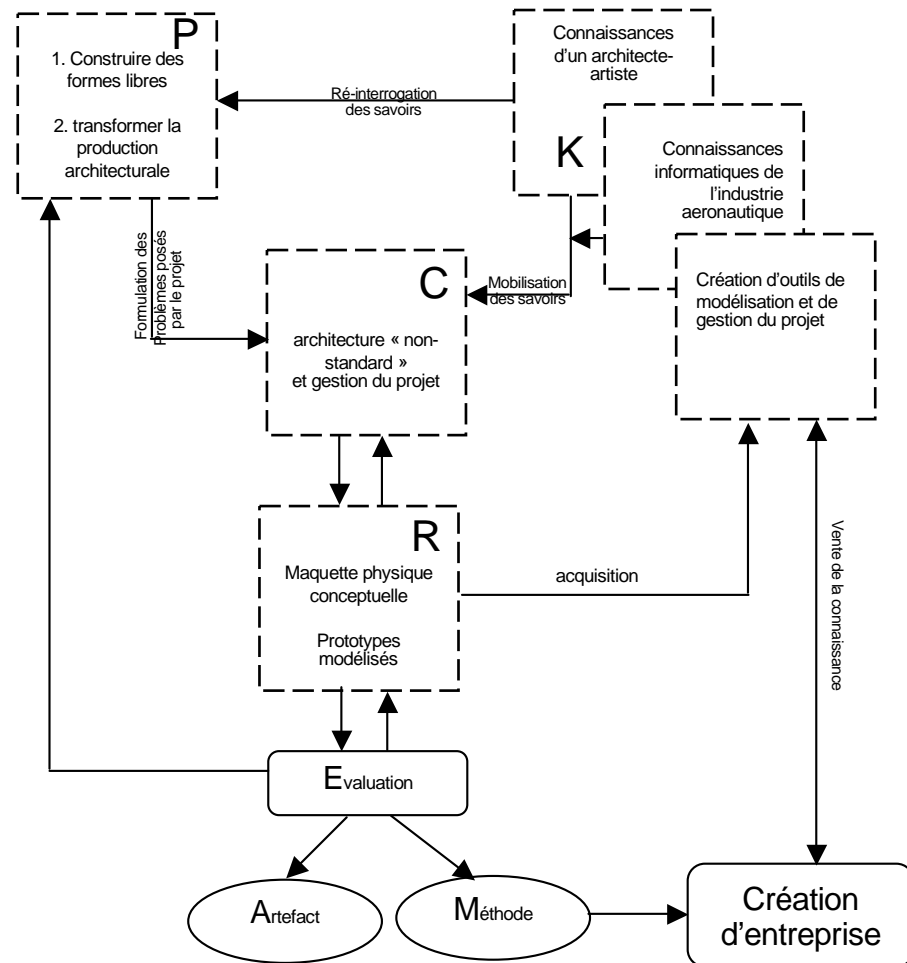 P
1. Construire des
formes libres
2. transformer la
production
architecturale
Ré-interrogation
des savoirs
Connaissances
d'un architecte-
artiste
K
Connaissances
informatiques de
l'industrie
aeronautique
Création d'outils de
modélisation et de
gestion du projet
Formulation des
Problèmes posés
par le projet
C
architecture « non-
standard »
et gestion du projet
Mobilisation
des savoirs
R
Maquette physique
conceptuelle
Prototypes
modélisés
acquisition
Vente de la connaissance
Evaluation
Artefact
Méthode
Création
d'entreprise